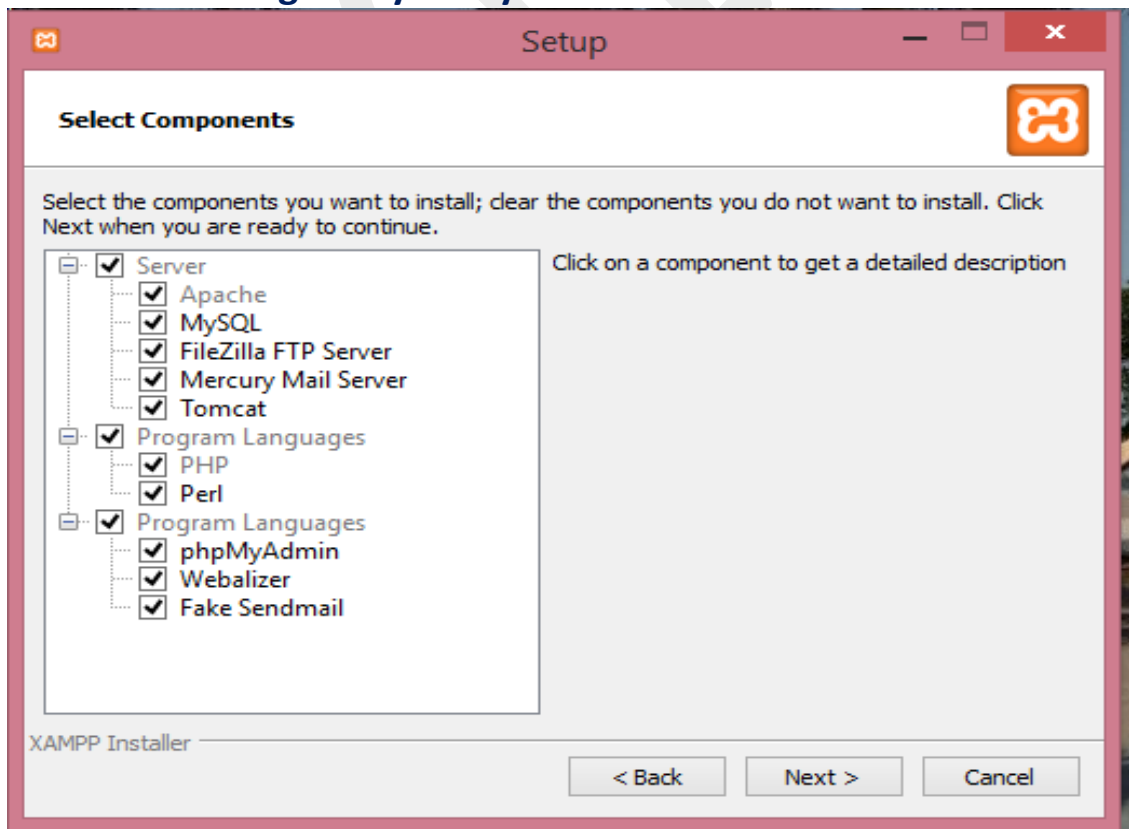 Setup
Select Components
Select the components you want to install; clear the components you do not want to install. Click
Next when you are ready to continue.
Server
Apache
MySQL
FileZilla FTP Server
Mercury Mail Server
Tomcat
Program Languages
PHP
Perl
Program Languages
phpMyAdmin
Webalizer
Fake Sendmail
Click on a component to get a detailed description
XAMPP Installer
< Back
Next >
Cancel